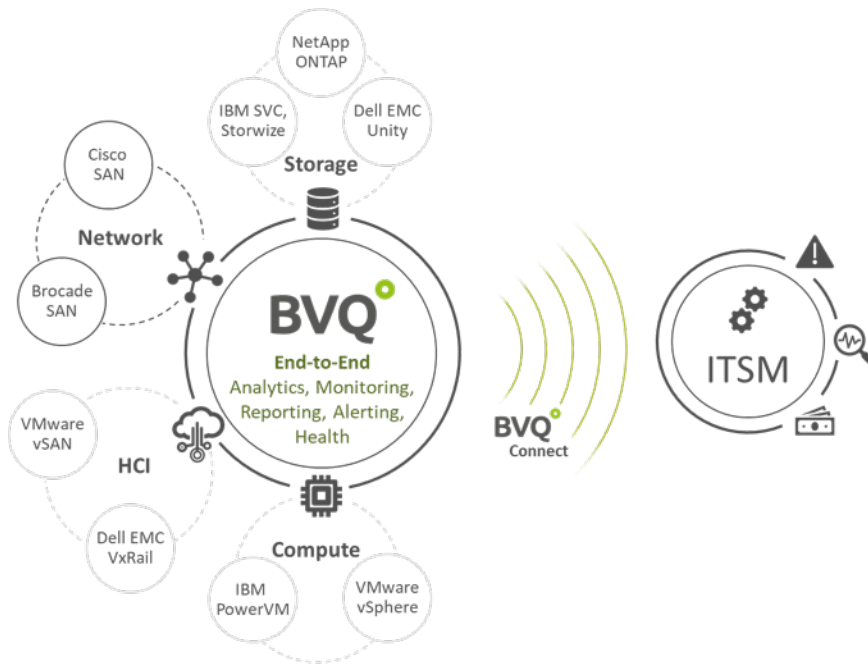 NetApp
ONTAP
IBM SVC,
Storwize
Dell EMC
Unity
Storage
Cisco
SAN
Network
Brocade
SAN
BVQ
End-to-End
Analytics, Monitoring,
Reporting, Alerting,
Health
VMware
vSAN
HCI
Dell EMC
VxRail
Compute
IBM
PowerVM
VMware
vSphere
BVQ
Connect
ITSM